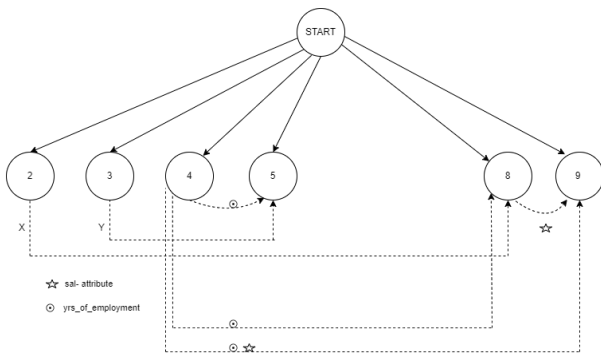 START
2
3
4
5
8
9
X
Y
sal- attribute
yrs_of_employment